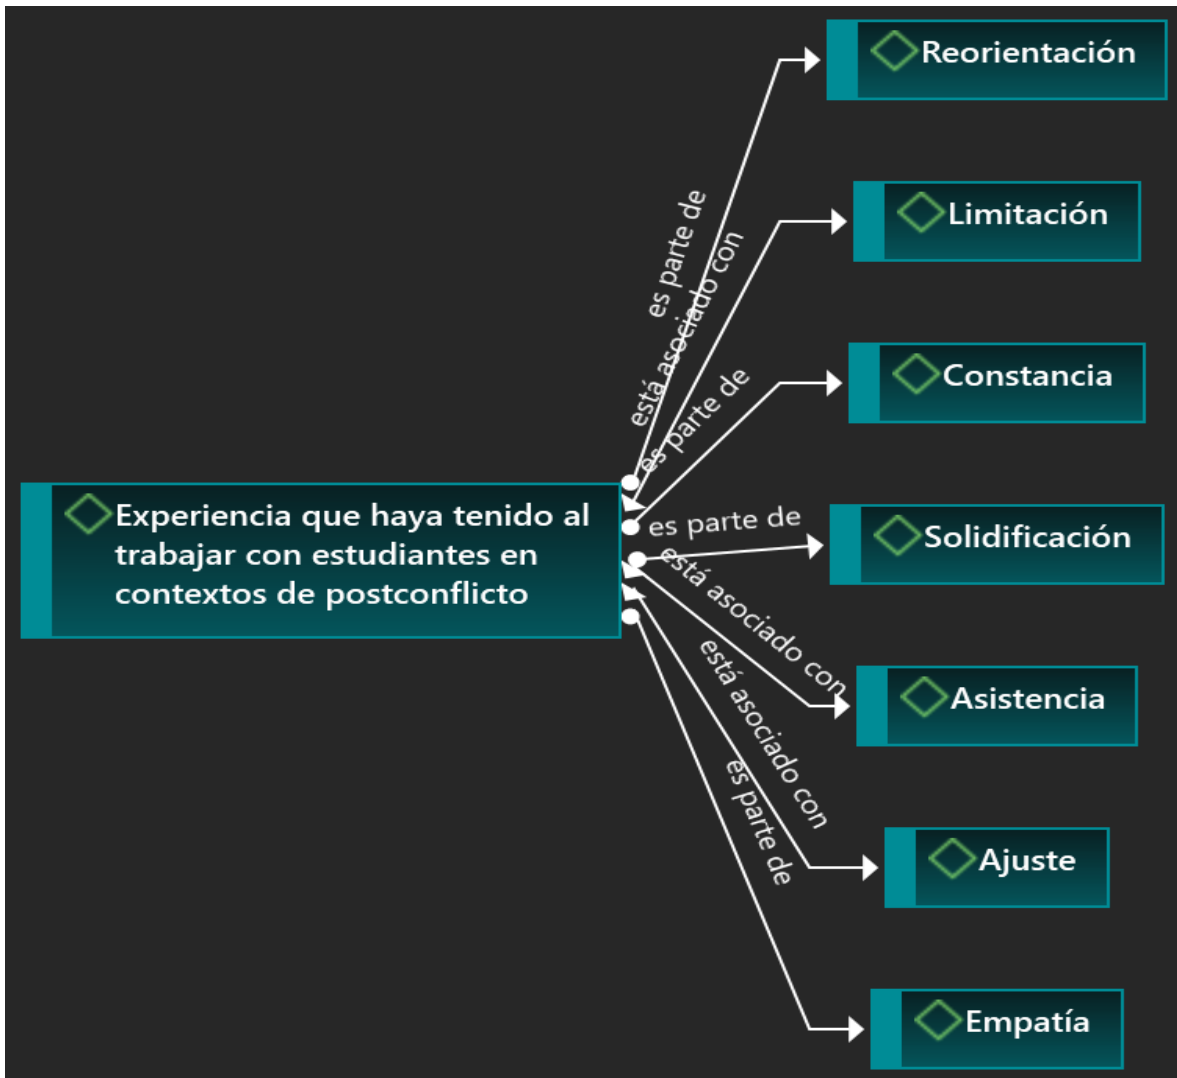 Reorientación
es parte de
Limitación
está asociado con
Constancia
es parte de
Experiencia que haya tenido al
trabajar con estudiantes en
contextos de postconflicto
es parte de
Solidificación
está asociado con
Asistencia
está asociado con
Ajuste
es parte de
Empatía